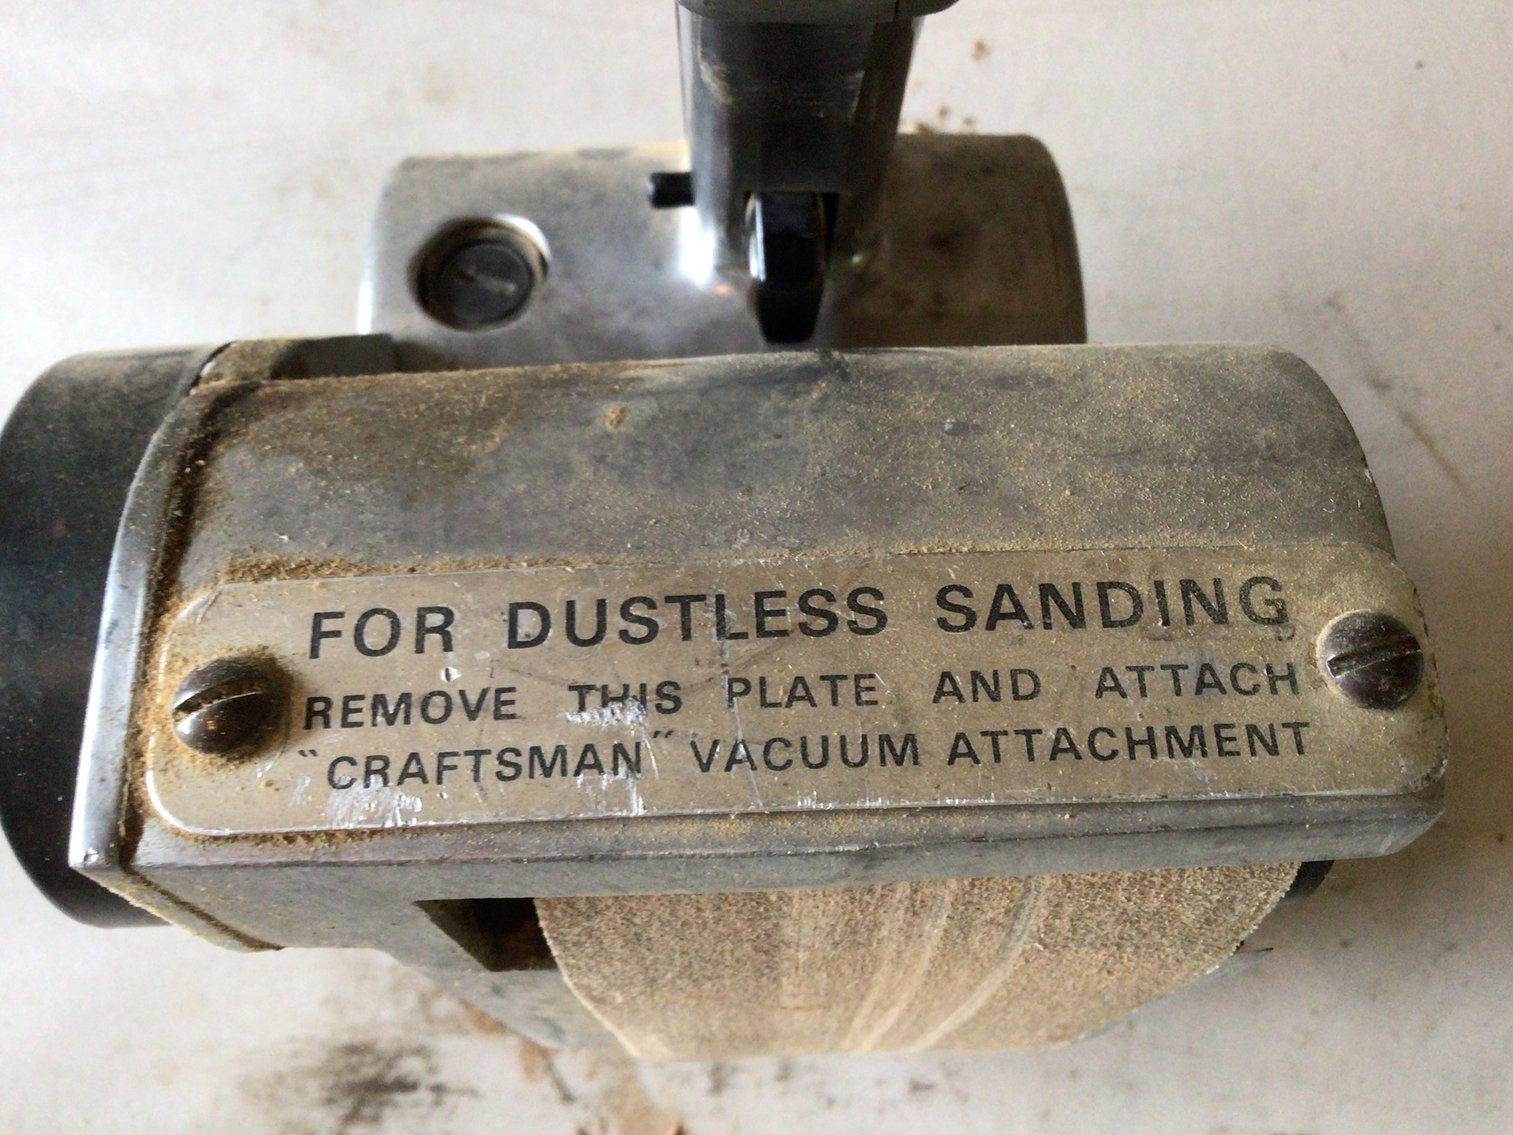 FOR DUSTLESS SANDING
REMOVE THIS PLATE AND ATTACH
"CRAFTSMAN" VACUUM ATTACHMENT